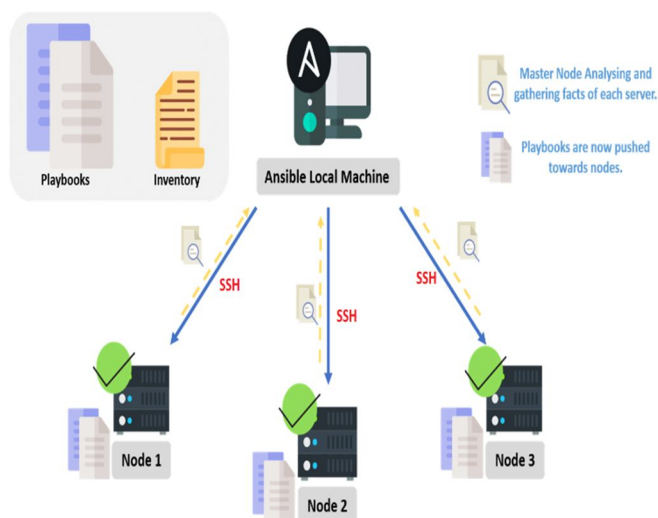 Master Node Analysing and
gathering facts of each server.
Playbooks are now pushed
towards nodes.
Playbooks
Inventory
Ansible Local Machine
SSH
SSH
SSH
Node 1
Node 2
Node 3